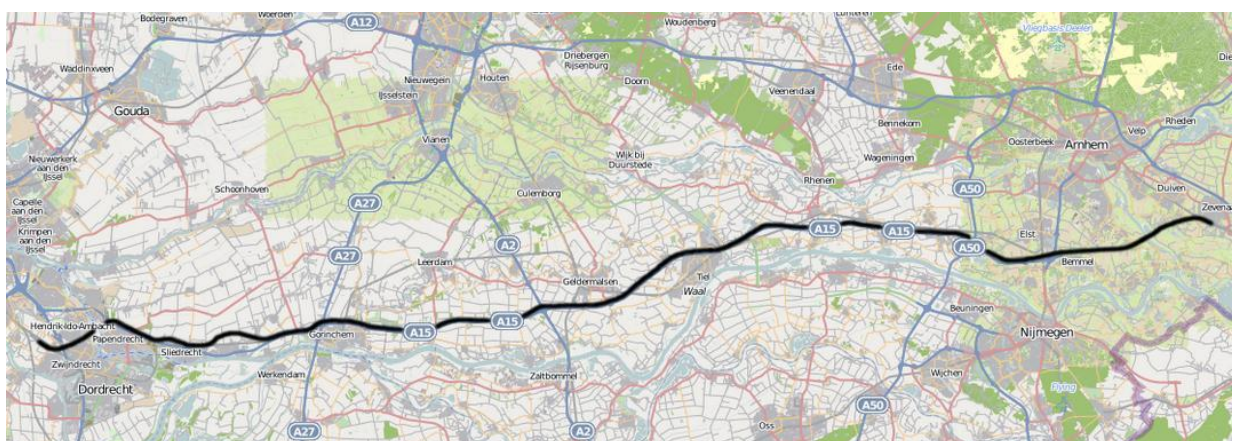 Bodegraven
Woerden
A12
Woudenberg
Lunteren
Vliegbasis Deelen
Waddinxveen
Driebergen
Rijsenburg
Nieuwegein
Houten
Doorn
Ede
IJsselstein
Veenendaal
Gouda
Bennekom
Vianen
Oosterbeek
Arnhem
Velp
Rheden
Nieuwerkerk
aan den
IJssel
Wijk bij
Duurstede
Wageningen
Schoonhoven
Culemborg
Rhenen
A50
Duiven
Capelle
aan den
IJssel
A27
Zevena
Krimpen
aan den
IJssel
A15
A15
Elst
A2
A50
A27
Leerdam
Bemmel
Geldermalsen
Tiel
Waal
Beuningen
A15
A15
Hendrik-Ido-Ambacht
Papendrecht
Gorinchem
Nijmegen
Sliedrecht
Zwijndrecht
Werkendam
Zaltbommel
Wijchen
Dordrecht
A50
Oss
A27
A2